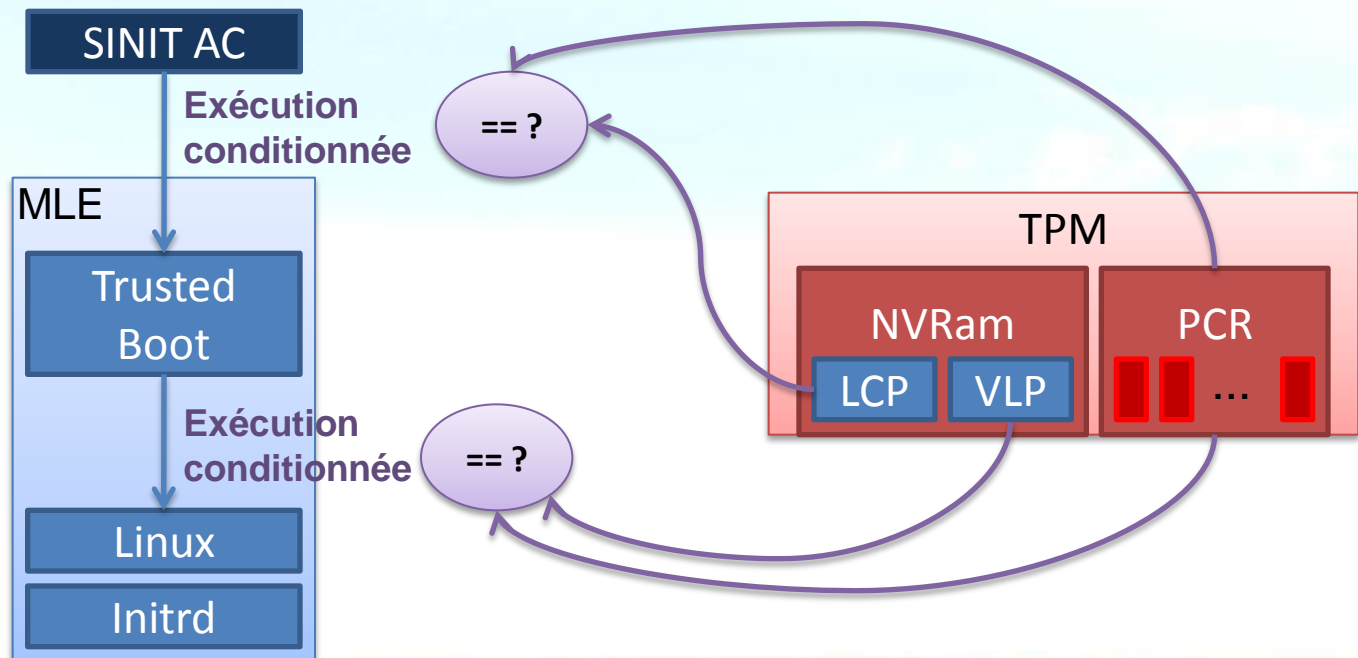 SINIT AC
Exécution
conditionnée
== ?
MLE
TPM
Trusted
Boot
NVRam
PCR
LCP
VLP
...
Exécution
conditionnée
== ?
Linux
Initrd